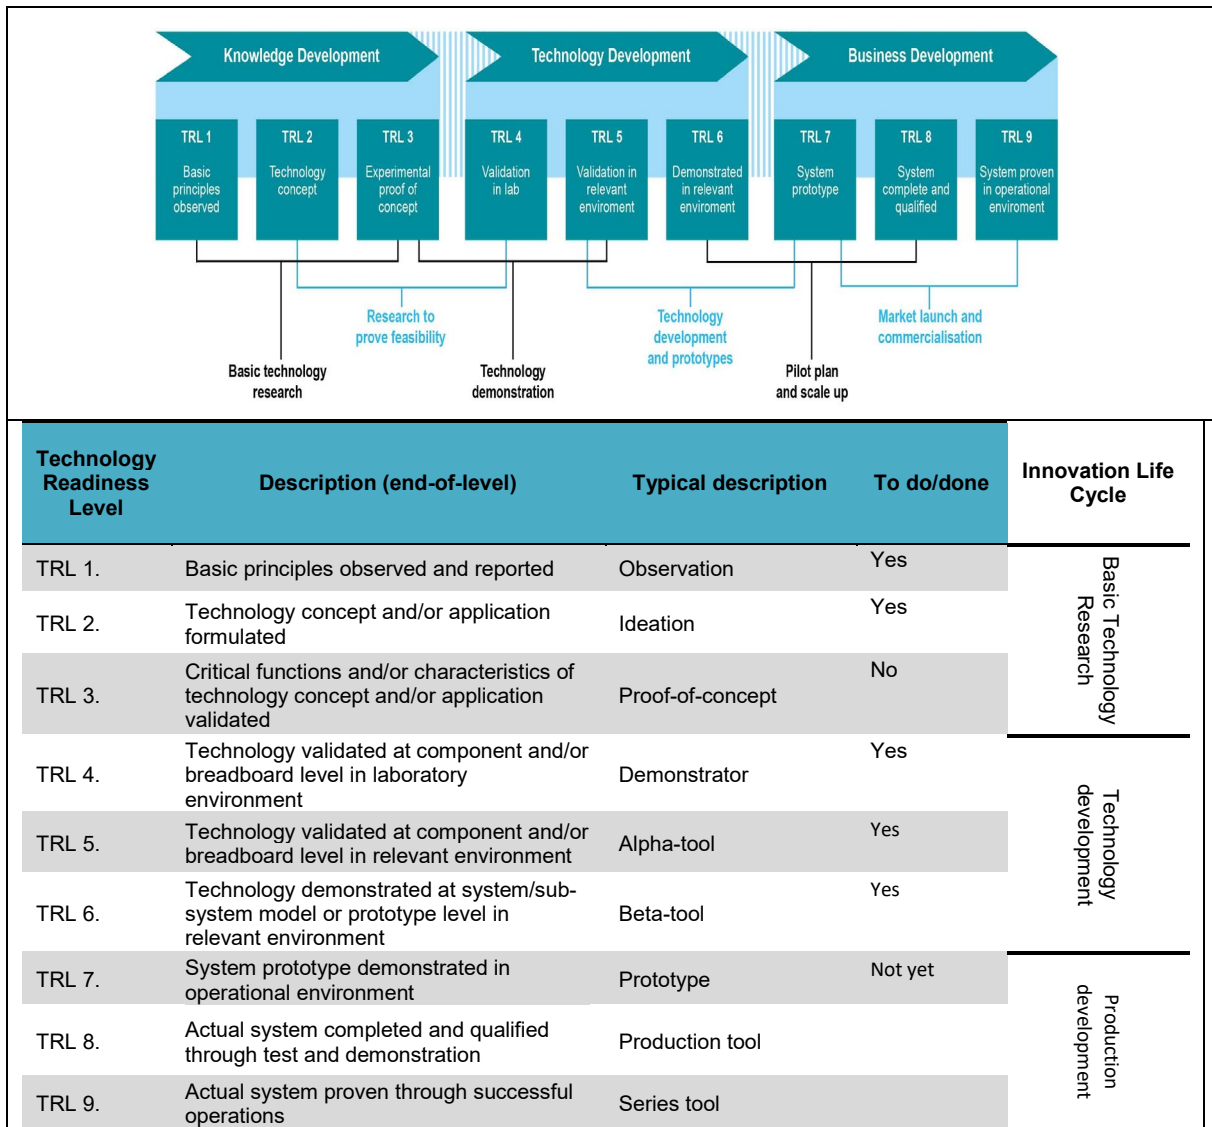 Knowledge Development
Technology Development
Business Development
TRL 1
Basic
principles
observed
TRL 2
Technology
concept
TRL 3
Experimental
proof of
concept
TRL 4
Validation
in lab
TRL 5
Validation in
relevant
enviroment
TRL 6
Demonstrated
in relevant
enviroment
TRL 7
System
prototype
TRL 8
System
complete and
qualified
TRL 9
System proven
in operational
enviroment
Research to
prove feasibility
Technology
development
and prototypes
Market launch and
commercialisation
Basic technology
research
Technology
demonstration
Pilot plan
and scale up
Technology
Readiness
Level
Description (end-of-level)
Typical description
To do/done
Innovation Life
Cycle
TRL 1.
Basic principles observed and reported
Observation
Yes
TRL 2.
Technology concept and/or application
formulated
Ideation
Yes
TRL 3.
Critical functions and/or characteristics of
technology concept and/or application
validated
Proof-of-concept
No
Basic Technology
Research
TRL 4.
Technology validated at component and/or
breadboard level in laboratory
environment
Demonstrator
Yes
TRL 5.
Technology validated at component and/or
breadboard level in relevant environment
Alpha-tool
Yes
TRL 6.
Technology demonstrated at system/sub-
system model or prototype level in
relevant environment
Beta-tool
Yes
Technology
development
TRL 7.
System prototype demonstrated in
operational environment
Prototype
Not yet
TRL 8.
Actual system completed and qualified
through test and demonstration
Production tool
TRL 9.
Actual system proven through successful
operations
Series tool
Production
development